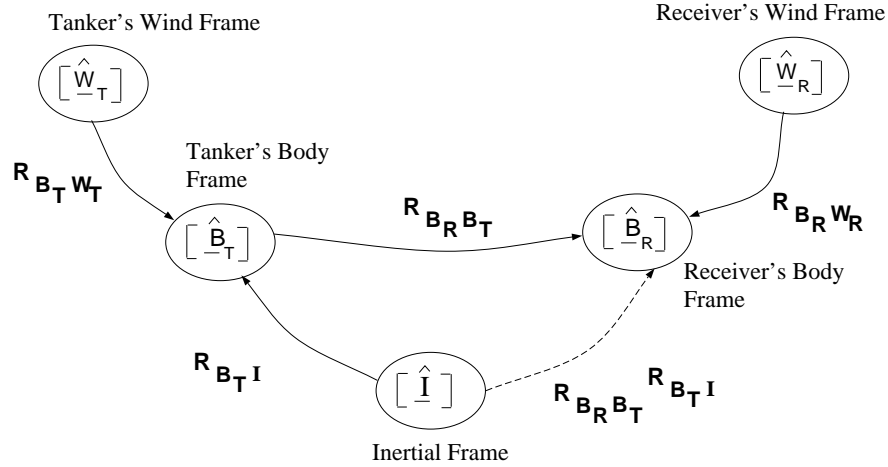 Tanker's Wind Frame
Receiver's Wind Frame
[Ŵ_T]
[Ŵ_R]
R_{B_T W_T}
Tanker's Body
Frame
R_{B_R B_T}
R_{B_R W_R}
[B̂_T]
[B̂_R]
Receiver's Body
Frame
R_{B_T I}
[Î]
R_{B_R B_T} R_{B_T I}
Inertial Frame